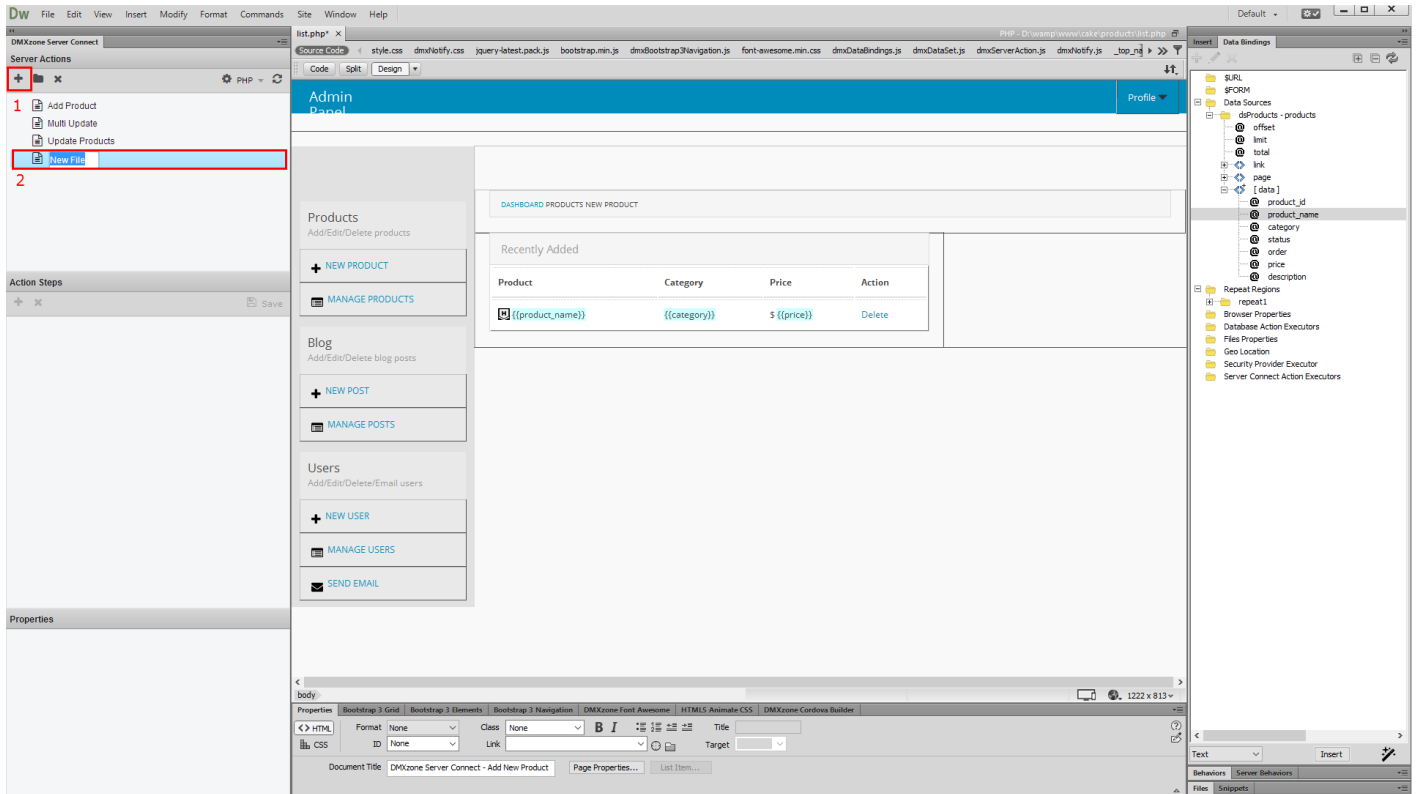 Dw File Edit View Insert Modify Format Commands Site Window Help Default
DMXzone Server Connect
Server Actions
PHP
1
Add Product
Multi Update
Update Products
New File
2
Action Steps
Save
Properties
list.php* X PHP - D:\wamp\www\cake\products\list.php
Source Code style.css dmxNotify.css jquery-latest.pack.js bootstrap.min.js dmxBootstrap3Navigation.js font-awesome.min.css dmxDataBindings.js dmxDataSet.js dmxServerAction.js dmxNotify.js
Code Split Design
Admin
Panel
Profile
Products
Add/Edit/Delete products
NEW PRODUCT
MANAGE PRODUCTS
Blog
Add/Edit/Delete blog posts
NEW POST
MANAGE POSTS
Users
Add/Edit/Delete/Email users
NEW USER
MANAGE USERS
SEND EMAIL
DASHBOARD PRODUCTS NEW PRODUCT
Recently Added
Product Category Price Action
{{product_name}} {{category}} $ {{price}} Delete
body 1222 x 813
Properties Bootstrap 3 Grid Bootstrap 3 Elements Bootstrap 3 Navigation DMXzone Font Awesome HTML5 Animate CSS DMXzone Cordova Builder
<> HTML Format None Class None B I Title
CSS ID None Link Target
Document Title DMXzone Server Connect - Add New Product Page Properties... List Item...
Insert Data Bindings
$URL
$FORM
Data Sources
dsProducts - products
offset
limit
total
link
page
[ data ]
product_id
product_name
category
status
order
price
description
Repeat Regions
repeat1
Browser Properties
Database Action Executors
Files Properties
Geo Location
Security Provider Executor
Server Connect Action Executors
Text Insert
Behaviors Server Behaviors
Files Snippets